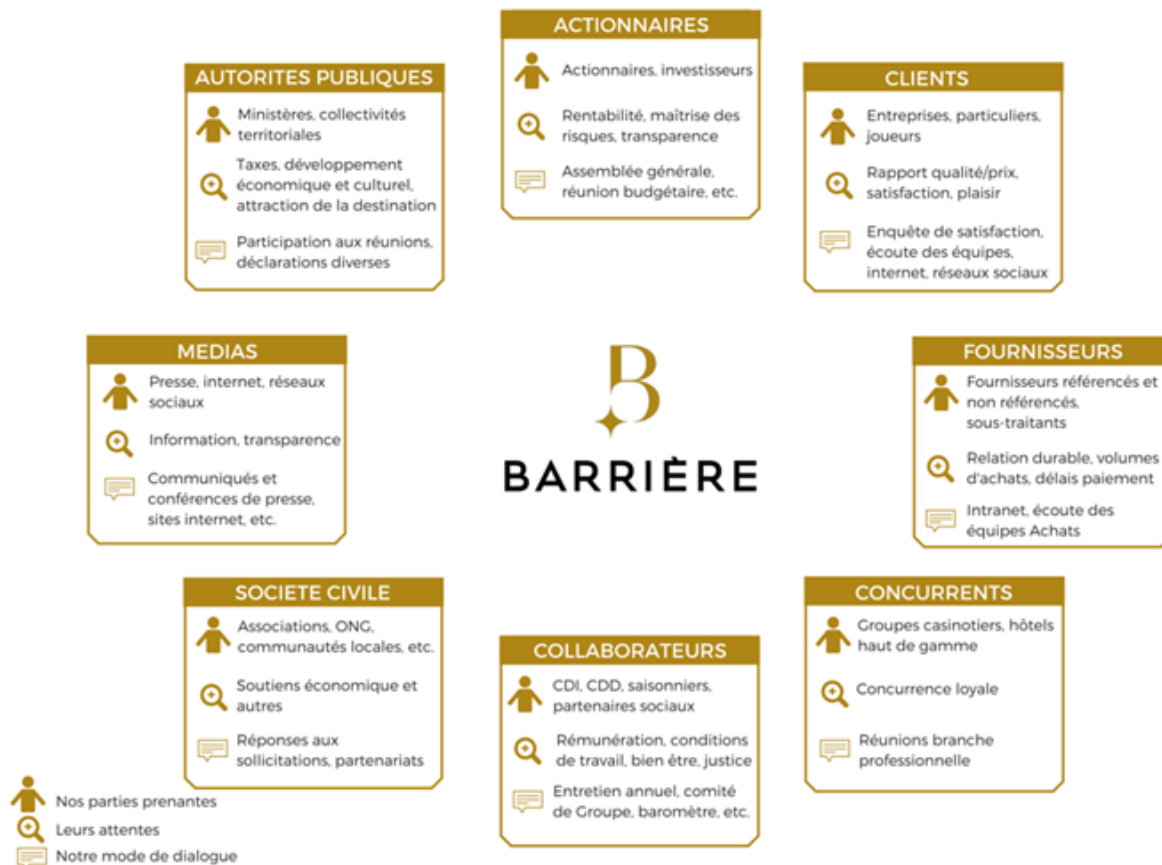 ACTIONNAIRES
Actionnaires, investisseurs
Rentabilité, maîtrise des
risques, transparence
Assemblée générale,
réunion budgétaire, etc.
AUTORITES PUBLIQUES
Ministères, collectivités
territoriales
Taxes, développement
économique et culturel,
attraction de la destination
Participation aux réunions,
déclarations diverses
CLIENTS
Entreprises, particuliers,
joueurs
Rapport qualité/prix,
satisfaction, plaisir
Enquête de satisfaction,
écoute des équipes,
internet, réseaux sociaux
MEDIAS
Presse, internet, réseaux
sociaux
Information, transparence
Communiqués et
conférences de presse,
sites internet, etc.
B
BARRIÈRE
FOURNISSEURS
Fournisseurs référencés et
non référencés,
sous-traitants
Relation durable, volumes
d'achats, délais paiement
Intranet, écoute des
équipes Achats
SOCIETE CIVILE
Associations, ONG,
communautés locales, etc.
Soutiens économique et
autres
Réponses aux
sollicitations, partenariats
COLLABORATEURS
CDI, CDD, saisonniers,
partenaires sociaux
Rémunération, conditions
de travail, bien être, justice
Entretien annuel, comité
de Groupe, baromètre, etc.
CONCURRENTS
Groupes casinotiers, hôtels
haut de gamme
Concurrence loyale
Réunions branche
professionnelle
Nos parties prenantes
Leurs attentes
Notre mode de dialogue